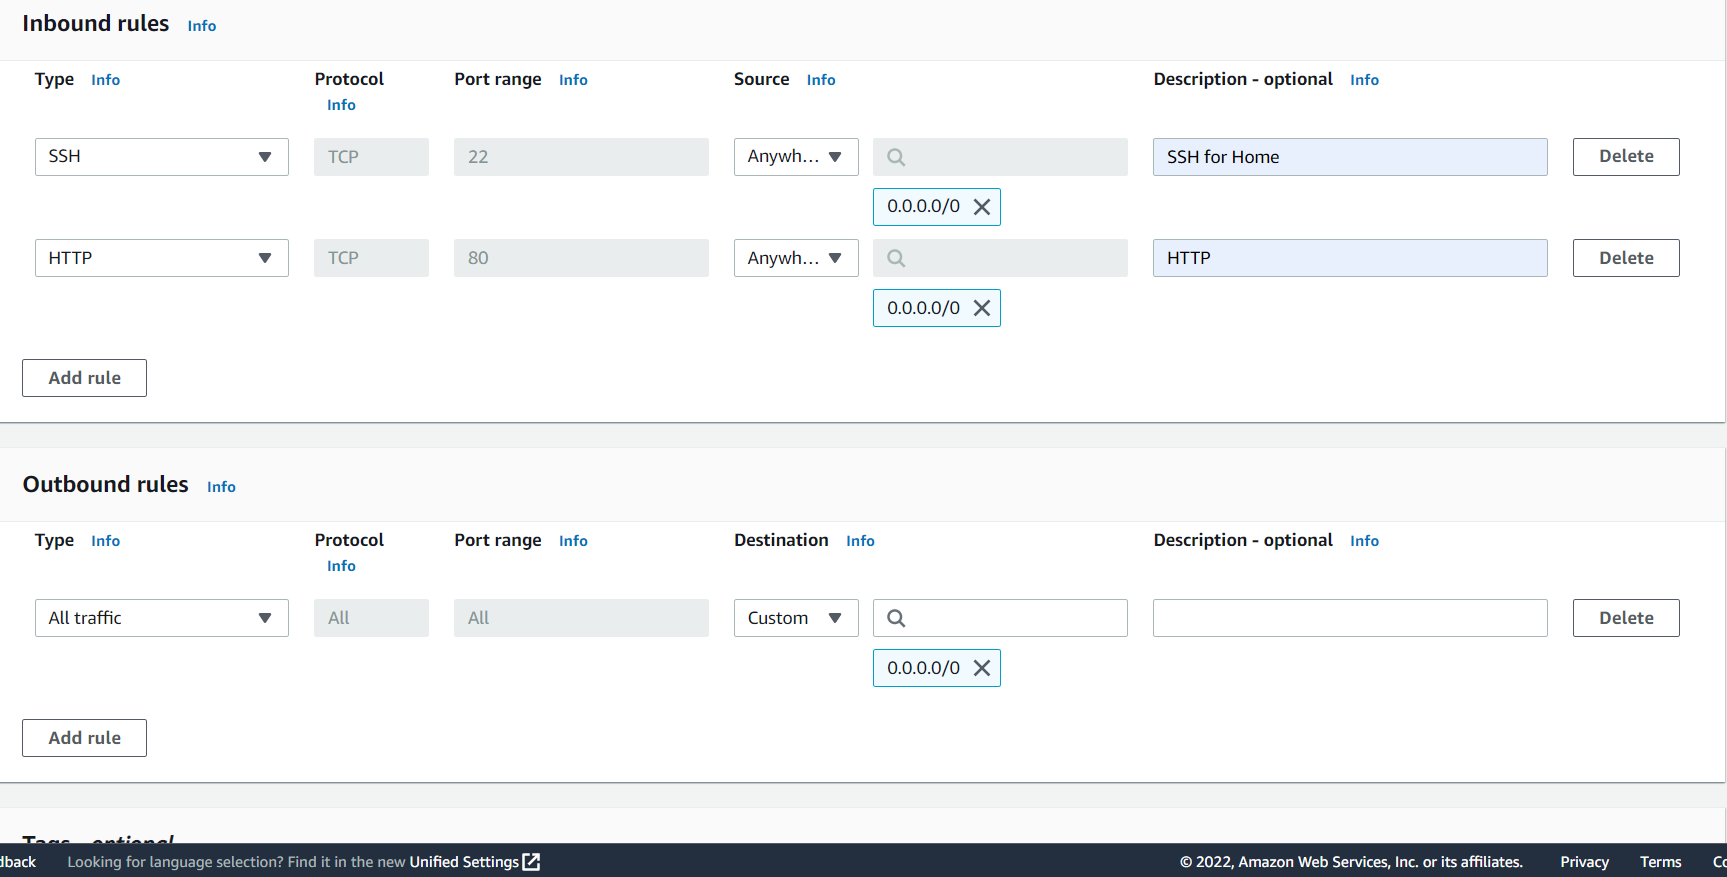 Inbound rules Info
Type Info Protocol Info Port range Info Source Info Description - optional Info
SSH TCP 22 Anywh... SSH for Home Delete
0.0.0.0/0
HTTP TCP 80 Anywh... HTTP Delete
0.0.0.0/0
Add rule
Outbound rules Info
Type Info Protocol Info Port range Info Destination Info Description - optional Info
All traffic All All Custom Delete
0.0.0.0/0
Add rule
Tags - optional
dback Looking for language selection? Find it in the new Unified Settings © 2022, Amazon Web Services, Inc. or its affiliates. Privacy Terms Co